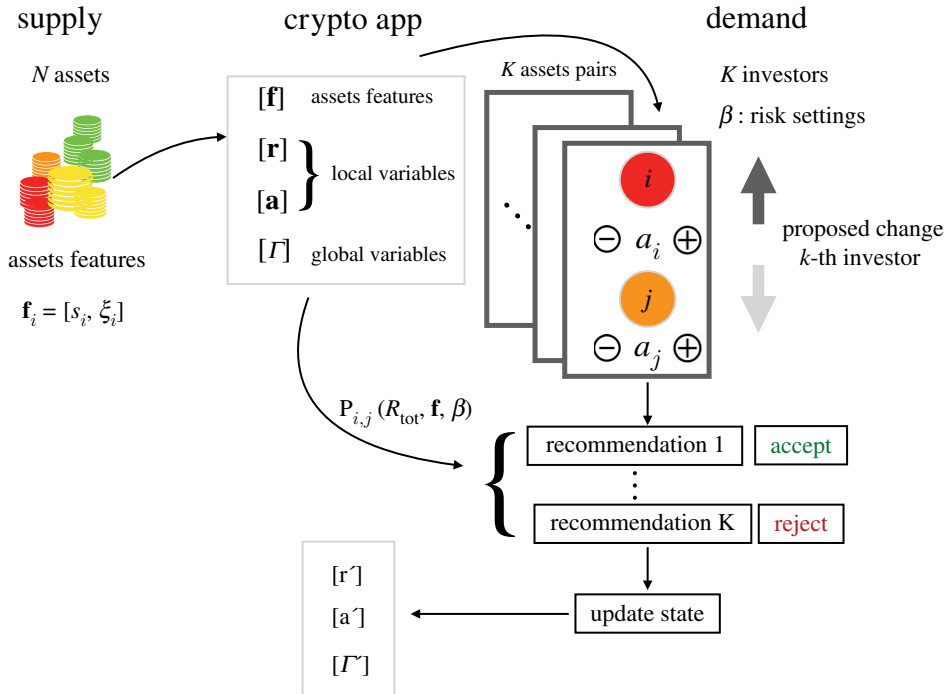 supply
crypto app
demand
N assets
K assets pairs
K investors
β : risk settings
[f] assets features
[r]
local variables
[a]
[Γ] global variables
i
⊖ a_i ⊕
j
⊖ a_j ⊕
proposed change
k-th investor
assets features
f_i = [s_i, ξ_i]
P_{i,j} (R_tot, f, β)
recommendation 1
accept
recommendation K
reject
update state
[r´]
[a´]
[Γ´]